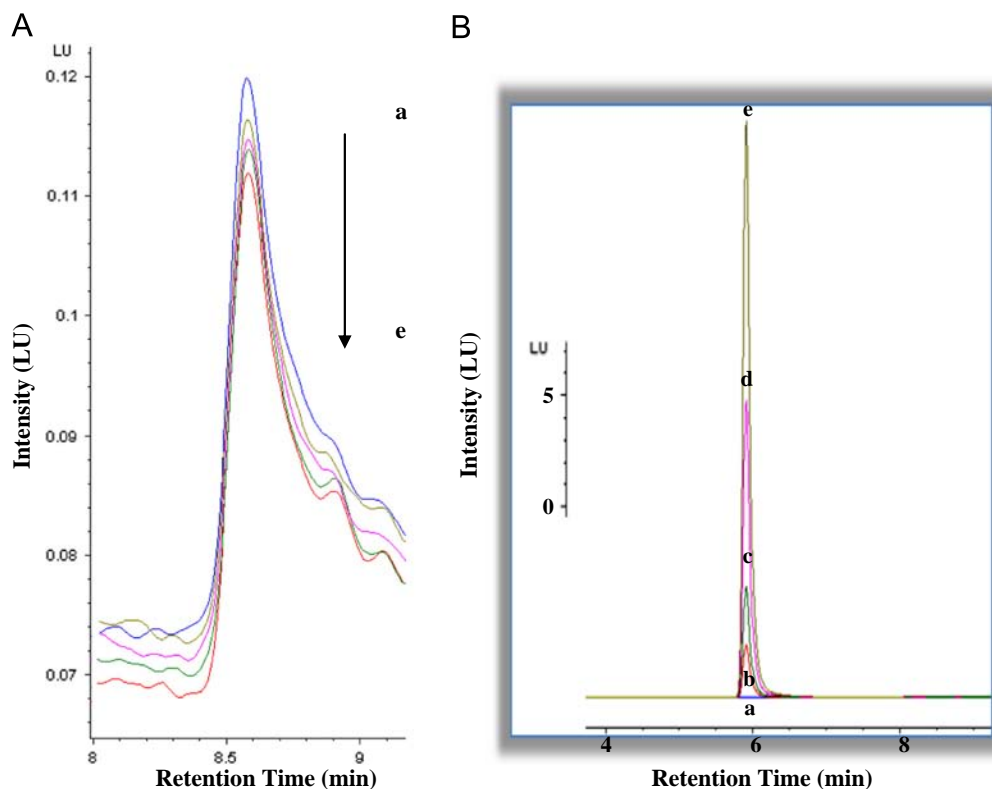 A
LU
0.12
0.11
0.1
0.09
0.08
0.07
8
8.5
9
a
e
Intensity (LU)
Retention Time (min)
B
LU
5
0
e
d
c
b
a
4
6
8
Intensity (LU)
Retention Time (min)